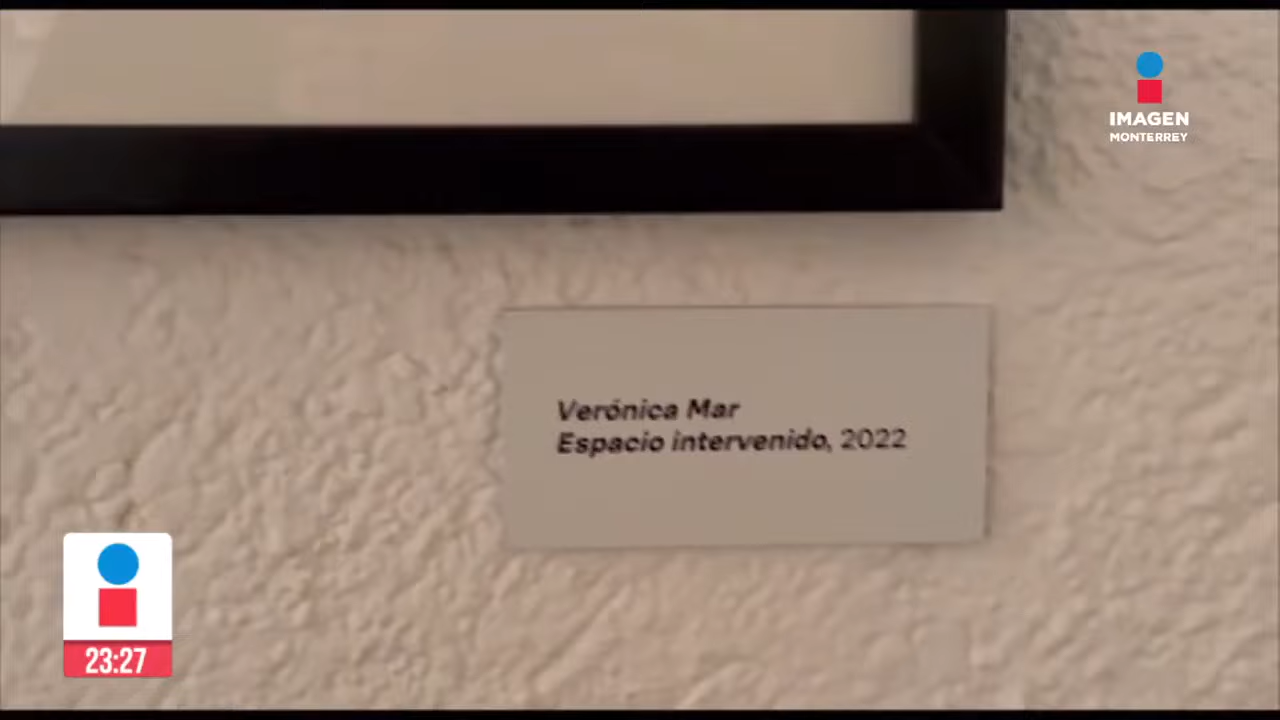 IMAGEN
MONTERREY
Verónica Mar
Espacio intervenido, 2022
23:27